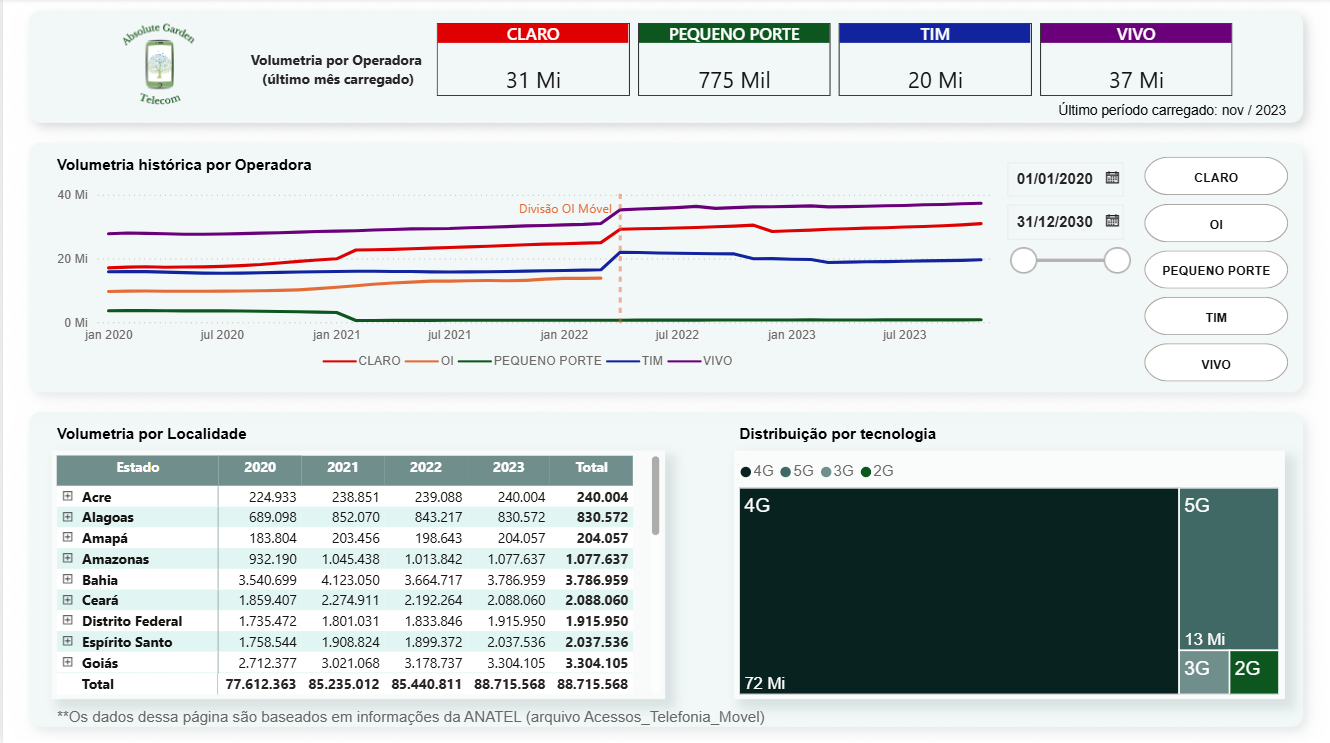 Absolute Garden
Telecom
Volumetria por Operadora
(último mês carregado)
CLARO
31 Mi
PEQUENO PORTE
775 Mil
TIM
20 Mi
VIVO
37 Mi
Último período carregado: nov / 2023
Volumetria histórica por Operadora
40 Mi
20 Mi
0 Mi
Divisão OI Móvel
jan 2020 jul 2020 jan 2021 jul 2021 jan 2022 jul 2022 jan 2023 jul 2023
CLARO OI PEQUENO PORTE TIM VIVO
01/01/2020
31/12/2030
CLARO
OI
PEQUENO PORTE
TIM
VIVO
Volumetria por Localidade
Estado 2020 2021 2022 2023 Total
Acre 224.933 238.851 239.088 240.004 240.004
Alagoas 689.098 852.070 843.217 830.572 830.572
Amapá 183.804 203.456 198.643 204.057 204.057
Amazonas 932.190 1.045.438 1.013.842 1.077.637 1.077.637
Bahia 3.540.699 4.123.050 3.664.717 3.786.959 3.786.959
Ceará 1.859.407 2.274.911 2.192.264 2.088.060 2.088.060
Distrito Federal 1.735.472 1.801.031 1.833.846 1.915.950 1.915.950
Espírito Santo 1.758.544 1.908.824 1.899.372 2.037.536 2.037.536
Goiás 2.712.377 3.021.068 3.178.737 3.304.105 3.304.105
Total 77.612.363 85.235.012 85.440.811 88.715.568 88.715.568
Distribuição por tecnologia
4G 5G 3G 2G
4G
72 Mi
5G
13 Mi
3G
2G
**Os dados dessa página são baseados em informações da ANATEL (arquivo Acessos_Telefonia_Movel)